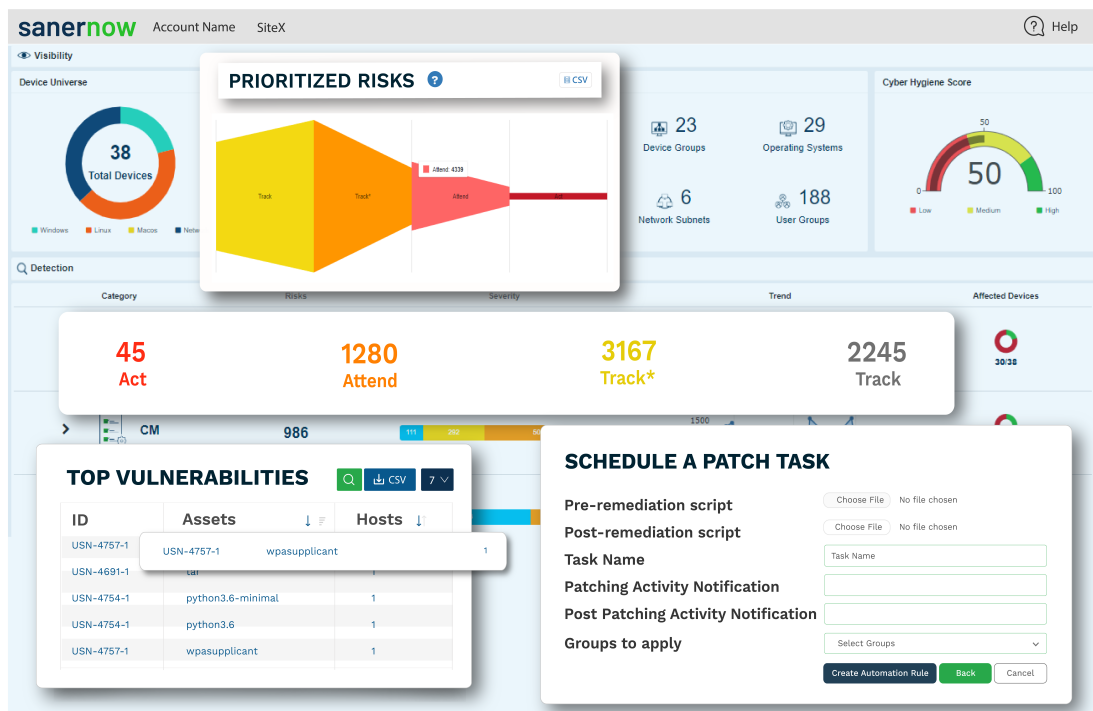 sanernow Account Name SiteX Help
Visibility
Device Universe
38
Total Devices
Windows Linux Macos
PRIORITIZED RISKS ? CSV
Track Track* Attend
Attend: 4339
23
Device Groups
29
Operating Systems
6
Network Subnets
188
User Groups
Cyber Hygiene Score
50
0 50 100
Low Medium High
Detection
Category Risks Severity Trend Affected Devices
45
Act
1280
Attend
3167
Track*
2245
Track
30/38
CM 986 111 292 1500
TOP VULNERABILITIES CSV 7
ID Assets Hosts
USN-4757-1
USN-4757-1 wpasupplicant 1
USN-4691-1 1
USN-4754-1 python3.6-minimal 1
USN-4754-1 python3.6 1
USN-4757-1 wpasupplicant 1
SCHEDULE A PATCH TASK
Pre-remediation script Choose File No file chosen
Post-remediation script Choose File No file chosen
Task Name Task Name
Patching Activity Notification
Post Patching Activity Notification
Groups to apply Select Groups
Create Automation Rule Back Cancel